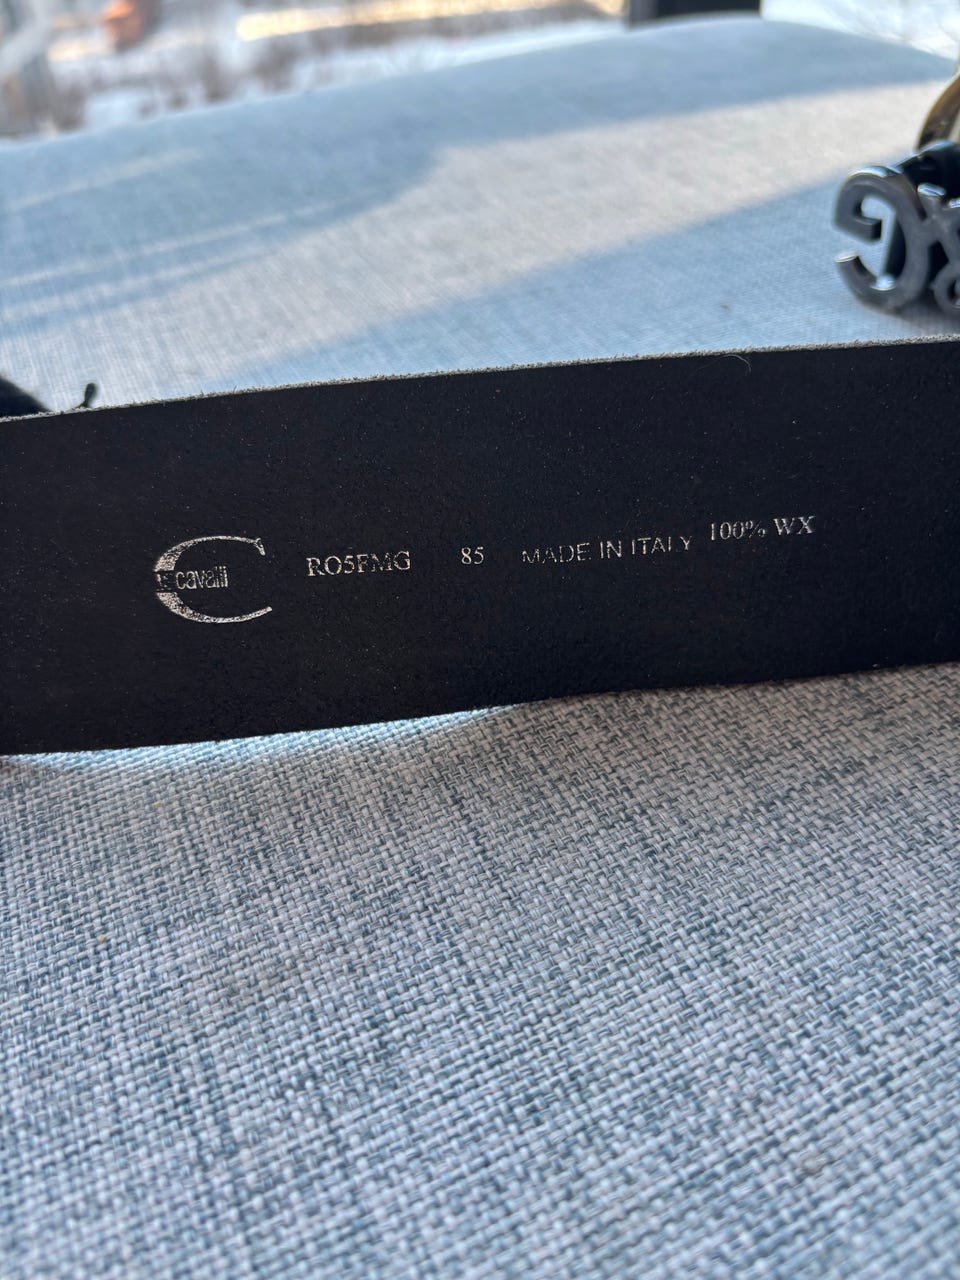 C cavalli RO5FMG 85 MADE IN ITALY 100% WX